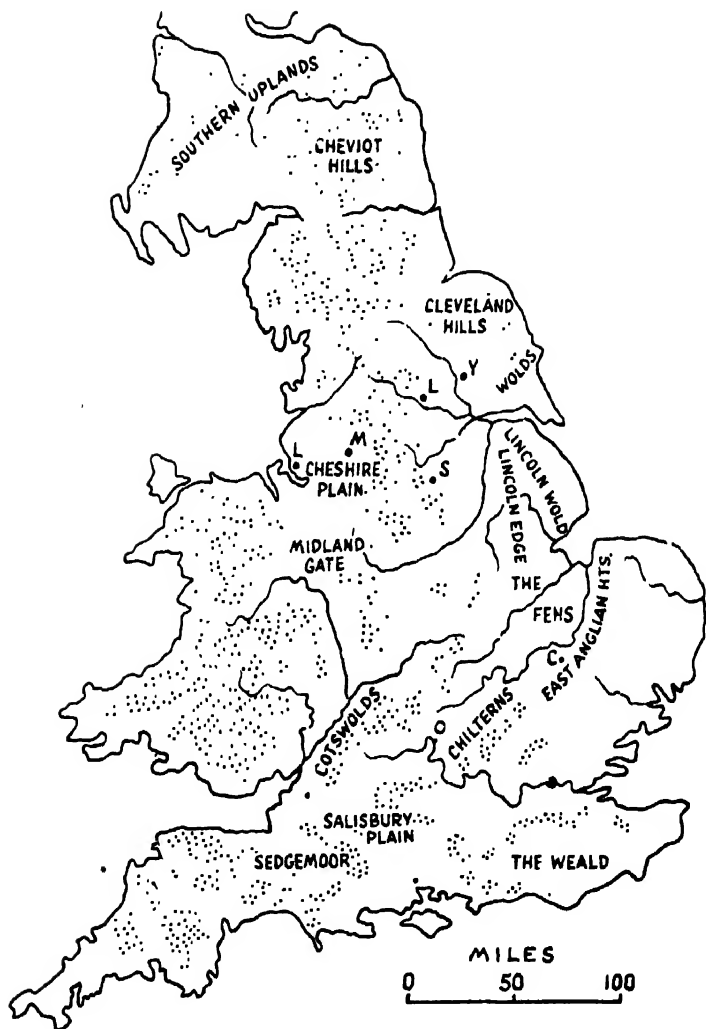 SOUTHERN UPLANDS
CHEVIOT
HILLS
CLEVELAND
HILLS
WOLDS
Y
L
M
L
CHESHIRE
PLAIN
S
LINCOLN WOLD
LINCOLN EDGE
MIDLAND
GATE
THE
FENS
EAST ANGLIAN HTS.
C.
COTSWOLDS
O
CHILTERNS
SALISBURY
PLAIN
SEDGEMOOR
THE WEALD
MILES
0 50 100